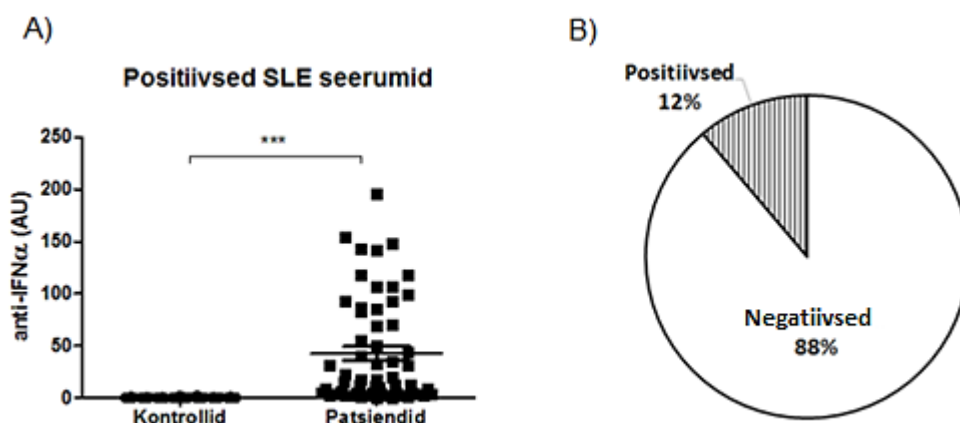 A)
Positiivsed SLE seerumid
***
anti-IFNα (AU)
250
200
150
100
50
0
Kontrollid
Patsiendid
B)
Positiivsed
12%
Negatiivsed
88%